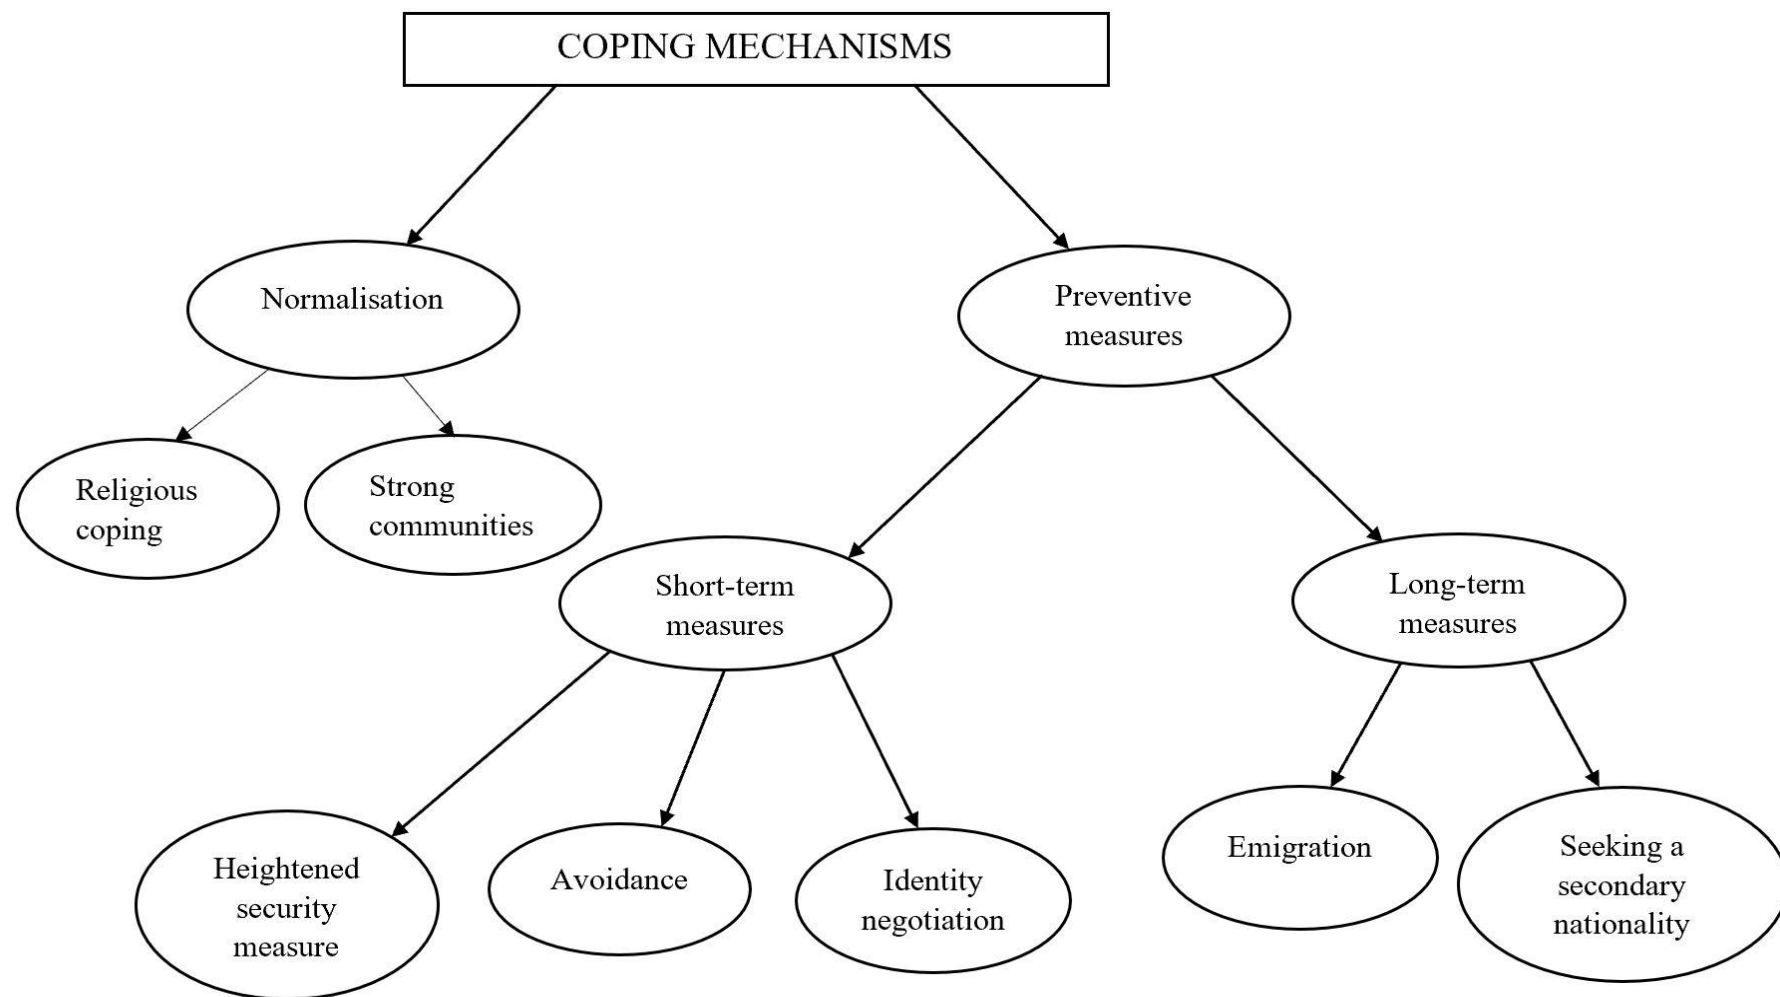 COPING MECHANISMS
Normalisation
Preventive
measures
Religious
coping
Strong
communities
Short-term
measures
Long-term
measures
Heightened
security
measure
Avoidance
Identity
negotiation
Emigration
Seeking a
secondary
nationality